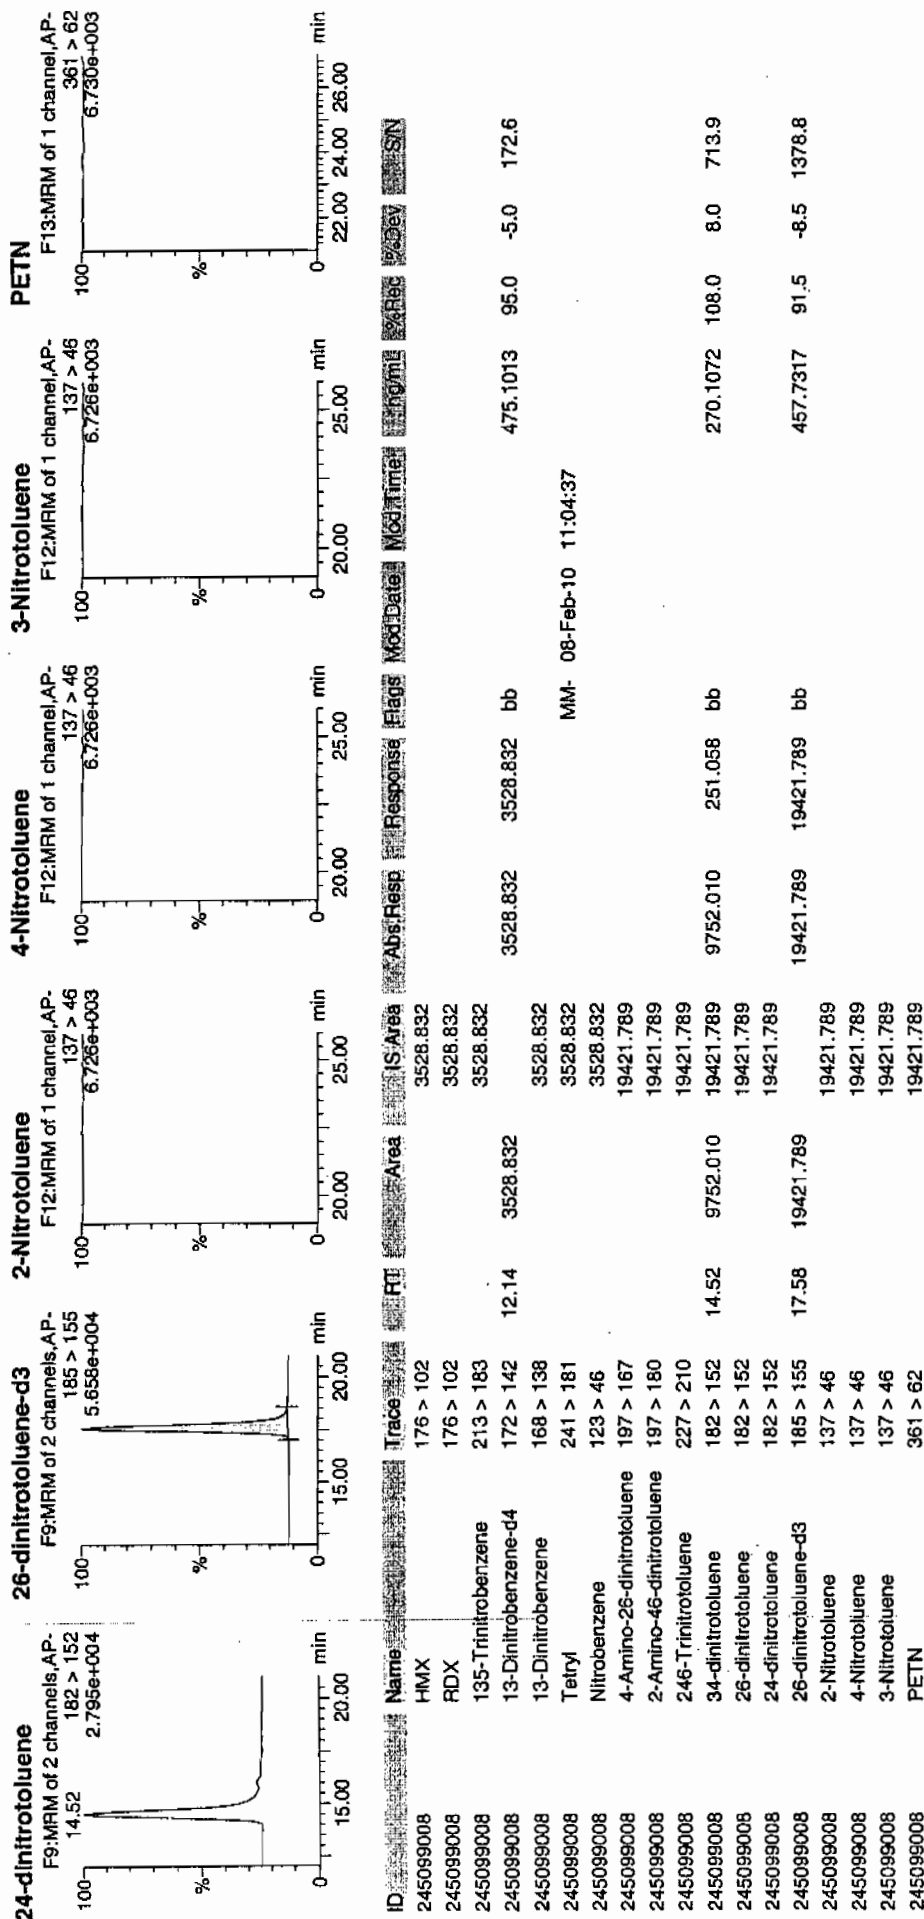 24-dinitrotoluene
F9:MRM of 2 channels,AP-
14.52
182 > 152
2.795e+004
100
%
0
15.00
20.00
min
26-dinitrotoluene-d3
F9:MRM of 2 channels,AP-
185 > 155
5.658e+004
100
%
0
15.00
20.00
min
2-Nitrotoluene
F12:MRM of 1 channel,AP-
137 > 46
6.726e+003
100
%
0
20.00
25.00
min
4-Nitrotoluene
F12:MRM of 1 channel,AP-
137 > 46
6.726e+003
100
%
0
20.00
25.00
min
3-Nitrotoluene
F12:MRM of 1 channel,AP-
137 > 46
6.726e+003
100
%
0
20.00
25.00
min
PETN
F13:MRM of 1 channel,AP-
361 > 62
6.730e+003
100
%
0
22.00
24.00
26.00
min
ID Name Trace RT Area IS Area Abs.Resp Response Flags Mod.Date Mod.Time ng/mL %Rec %Dev S/N
245099008 HMX 176 > 102 3528.832
245099008 RDX 176 > 102 3528.832
245099008 135-Trinitrobenzene 213 > 183 3528.832
245099008 13-Dinitrobenzene-d4 172 > 142 12.14 3528.832 3528.832 3528.832 bb 475.1013 95.0 -5.0 172.6
245099008 13-Dinitrobenzene 168 > 138 3528.832
245099008 Tetryl 241 > 181 3528.832 MM- 08-Feb-10 11:04:37
245099008 Nitrobenzene 123 > 46 3528.832
245099008 4-Amino-26-dinitrotoluene 197 > 167 19421.789
245099008 2-Amino-46-dinitrotoluene 197 > 180 19421.789
245099008 246-Trinitrotoluene 227 > 210 19421.789
245099008 34-dinitrotoluene 182 > 152 14.52 9752.010 19421.789 9752.010 251.058 bb 270.1072 108.0 8.0 713.9
245099008 26-dinitrotoluene 182 > 152 19421.789
245099008 24-dinitrotoluene 182 > 152 19421.789
245099008 26-dinitrotoluene-d3 185 > 155 17.58 19421.789 19421.789 19421.789 bb 457.7317 91.5 -8.5 1378.8
245099008 2-Nitrotoluene 137 > 46 19421.789
245099008 4-Nitrotoluene 137 > 46 19421.789
245099008 3-Nitrotoluene 137 > 46 19421.789
245099008 PETN 361 > 62 19421.789